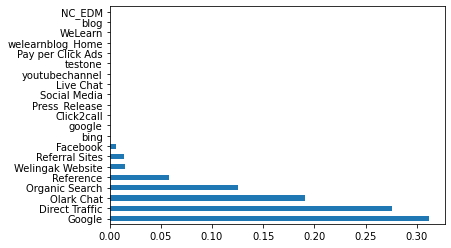 NC_EDM
blog
WeLearn
welearnblog_Home
Pay per Click Ads
testone
youtubechannel
Live Chat
Social Media
Press_Release
Click2call
google
bing
Facebook
Referral Sites
Welingak Website
Reference
Organic Search
Olark Chat
Direct Traffic
Google
0.00 0.05 0.10 0.15 0.20 0.25 0.30